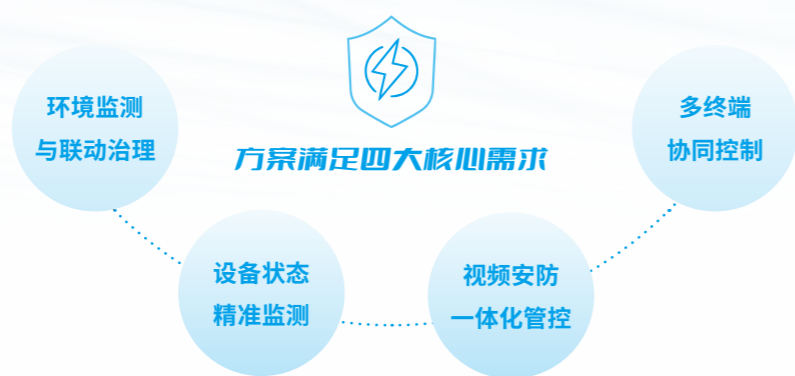 方案满足四大核心需求
环境监测
与联动治理
设备状态
精准监测
视频安防
一体化管控
多终端
协同控制